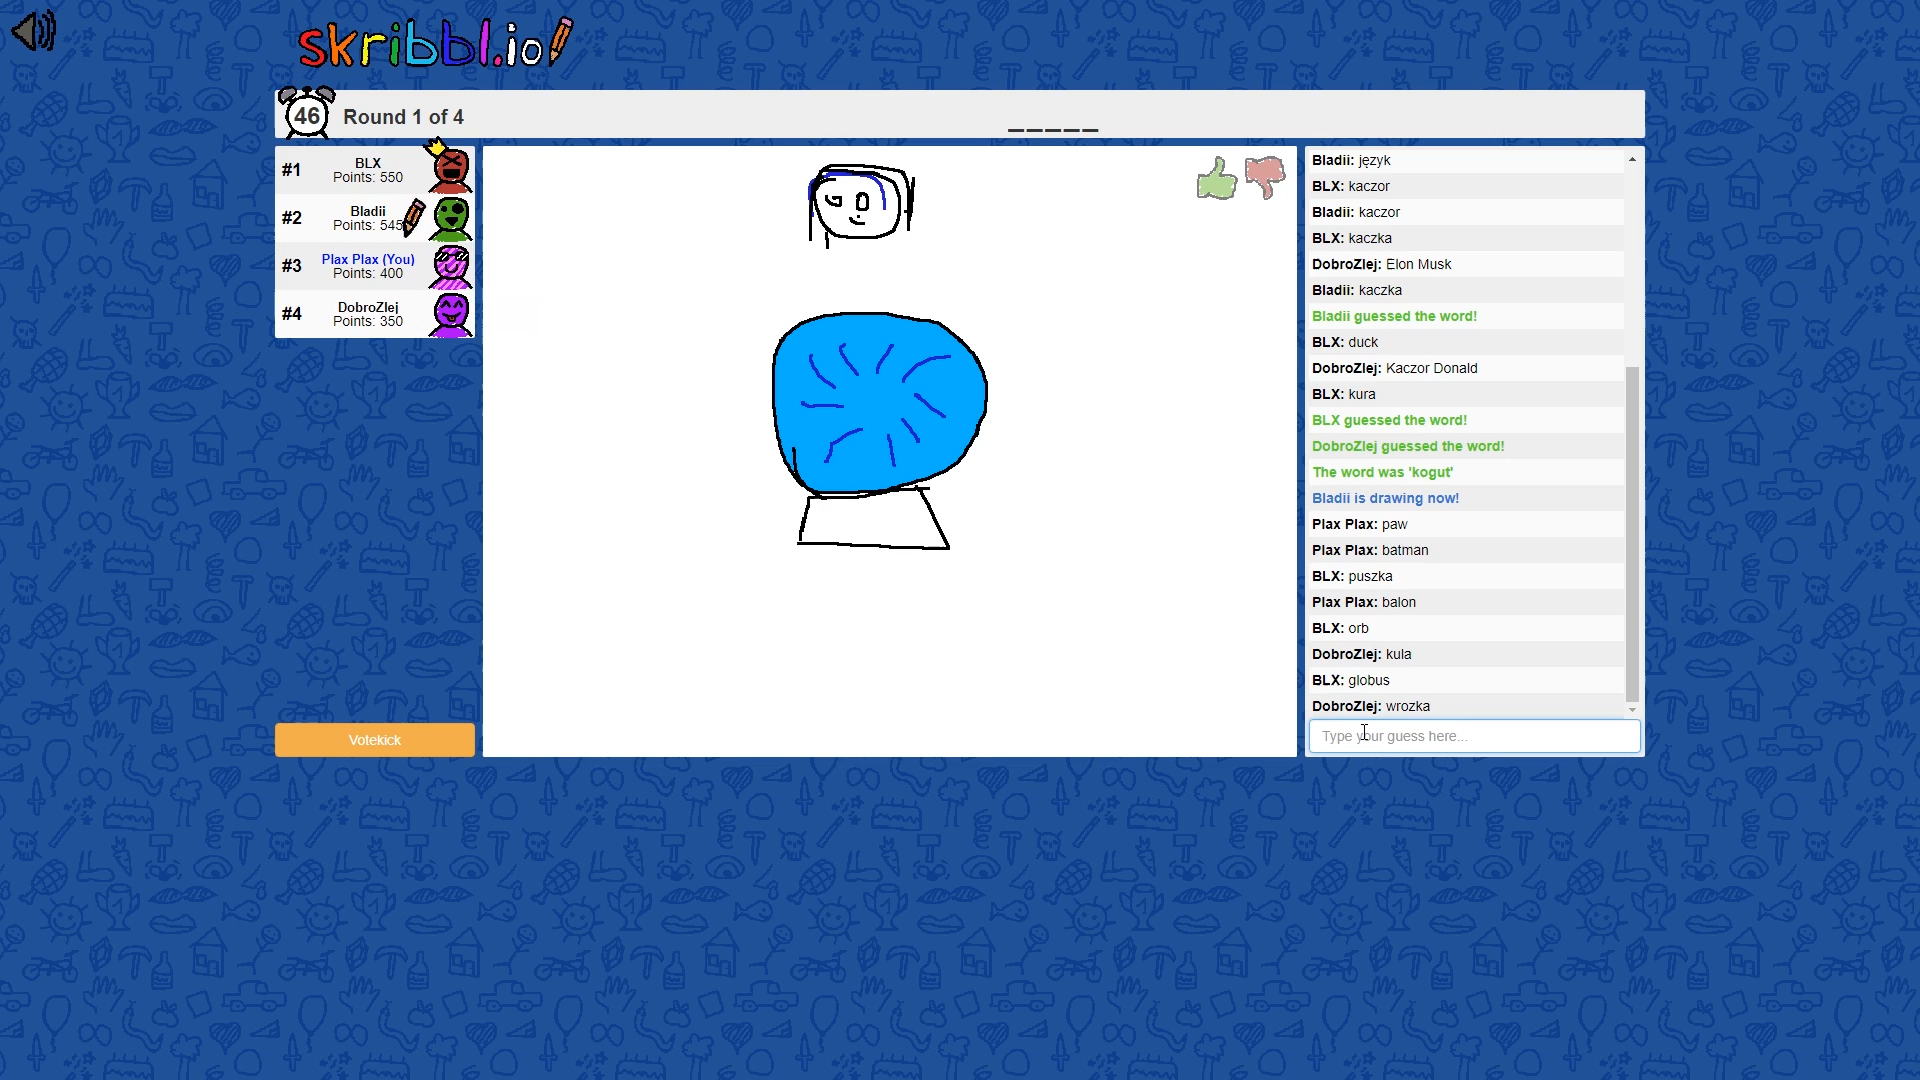 skribbl.io
46
Round 1 of 4
_____
#1
BLX
Points: 550
#2
Bladii
Points: 545
#3
Plax Plax (You)
Points: 400
#4
DobroZlej
Points: 350
Votekick
Bladii: język
BLX: kaczor
Bladii: kaczor
BLX: kaczka
DobroZlej: Elon Musk
Bladii: kaczka
Bladii guessed the word!
BLX: duck
DobroZlej: Kaczor Donald
BLX: kura
BLX guessed the word!
DobroZlej guessed the word!
The word was 'kogut'
Bladii is drawing now!
Plax Plax: paw
Plax Plax: batman
BLX: puszka
Plax Plax: balon
BLX: orb
DobroZlej: kula
BLX: globus
DobroZlej: wrozka
Type your guess here...